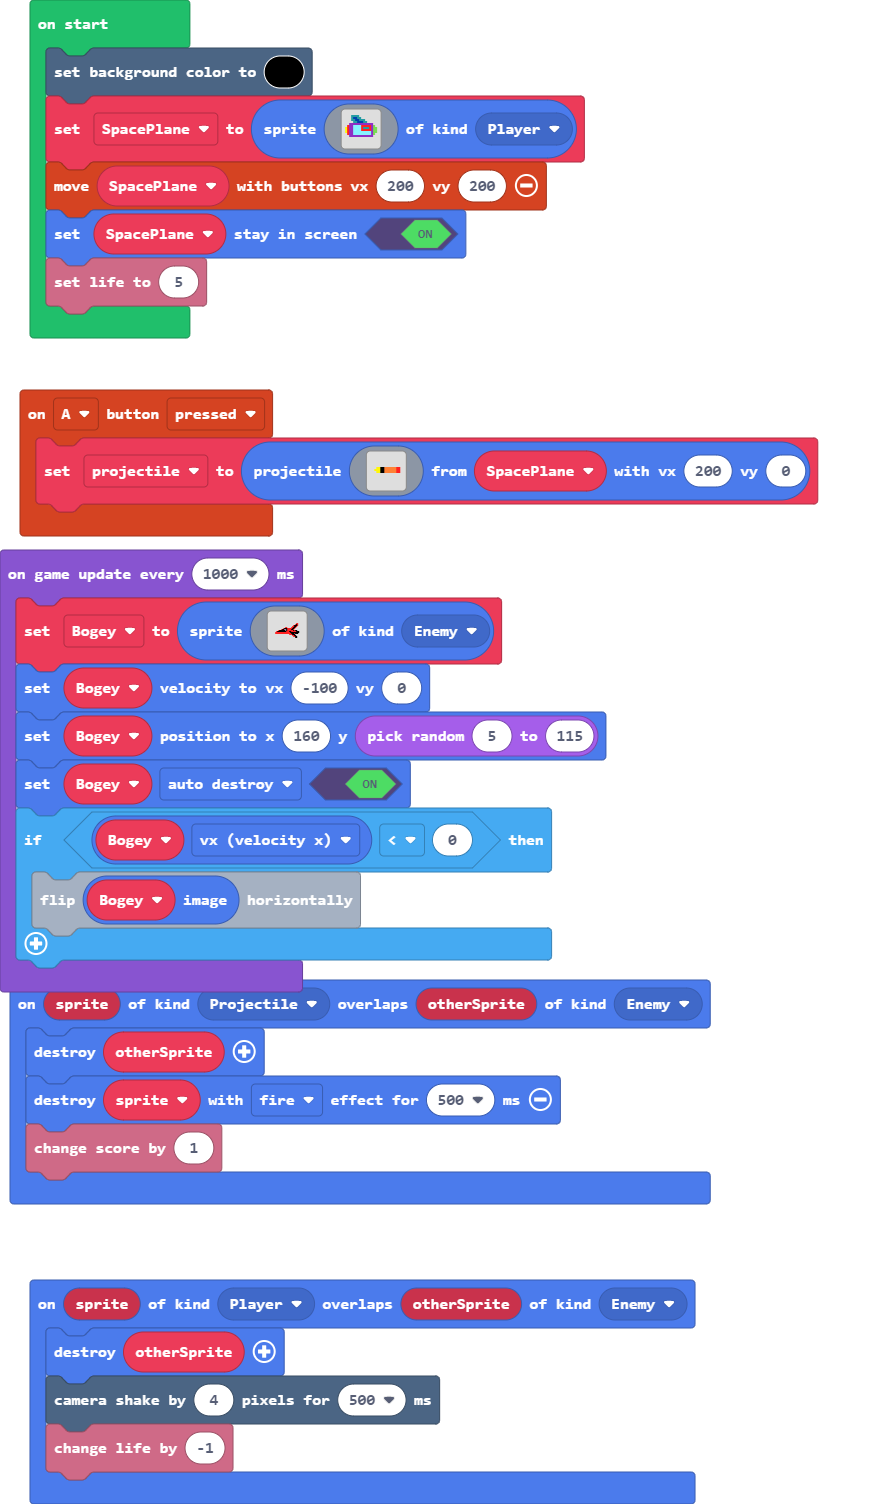 on start
set background color to
set SpacePlane to sprite of kind Player
move SpacePlane with buttons vx 200 vy 200
set SpacePlane stay in screen ON
set life to 5
on A button pressed
set projectile to projectile from SpacePlane with vx 200 vy 0
on game update every 1000 ms
set Bogey to sprite of kind Enemy
set Bogey velocity to vx -100 vy 0
set Bogey position to x 160 y pick random 5 to 115
set Bogey auto destroy ON
if Bogey vx (velocity x) < 0 then
flip Bogey image horizontally
on sprite of kind Projectile overlaps otherSprite of kind Enemy
destroy otherSprite
destroy sprite with fire effect for 500 ms
change score by 1
on sprite of kind Player overlaps otherSprite of kind Enemy
destroy otherSprite
camera shake by 4 pixels for 500 ms
change life by -1